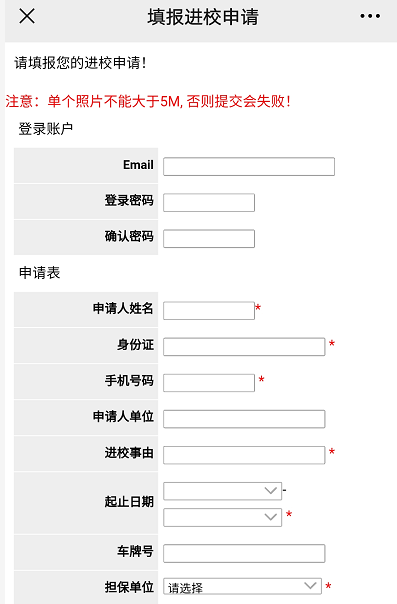 填报进校申请
请填报您的进校申请！
注意：单个照片不能大于5M, 否则提交会失败！
登录账户
Email
登录密码
确认密码
申请表
申请人姓名 *
身份证 *
手机号码 *
申请人单位
进校事由 *
起止日期 - *
车牌号
担保单位 请选择 *